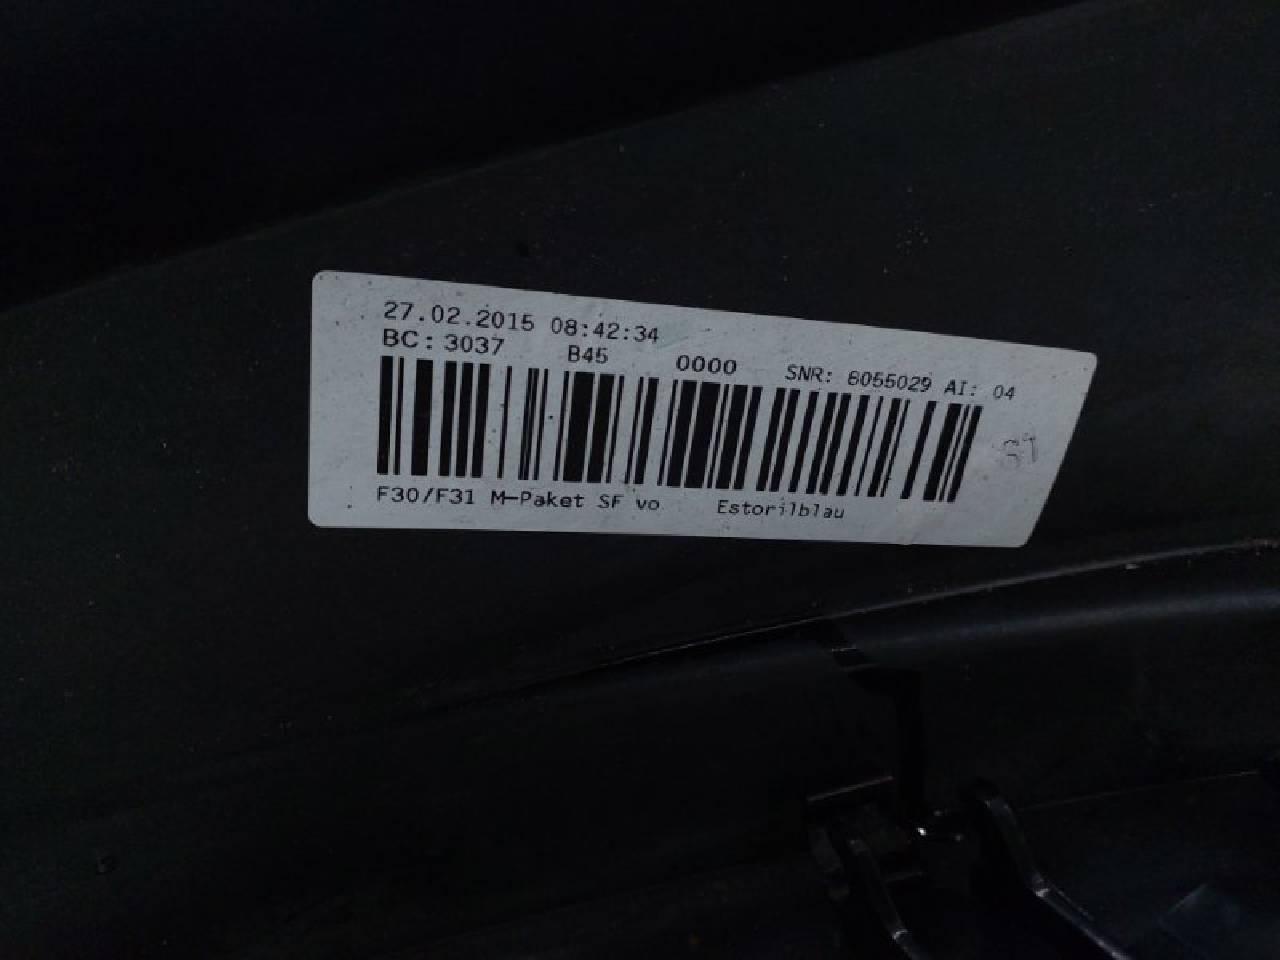 27.02.2015 08:42:34
BC: 3037 B45 0000 SNR: 8055029 AI: 04
F30/F31 M-Paket SF vo Estorilblau